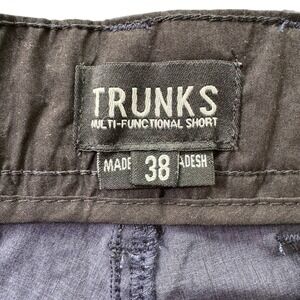 TRUNKS
MULTI-FUNCTIONAL SHORT
MADE 38 ADESH